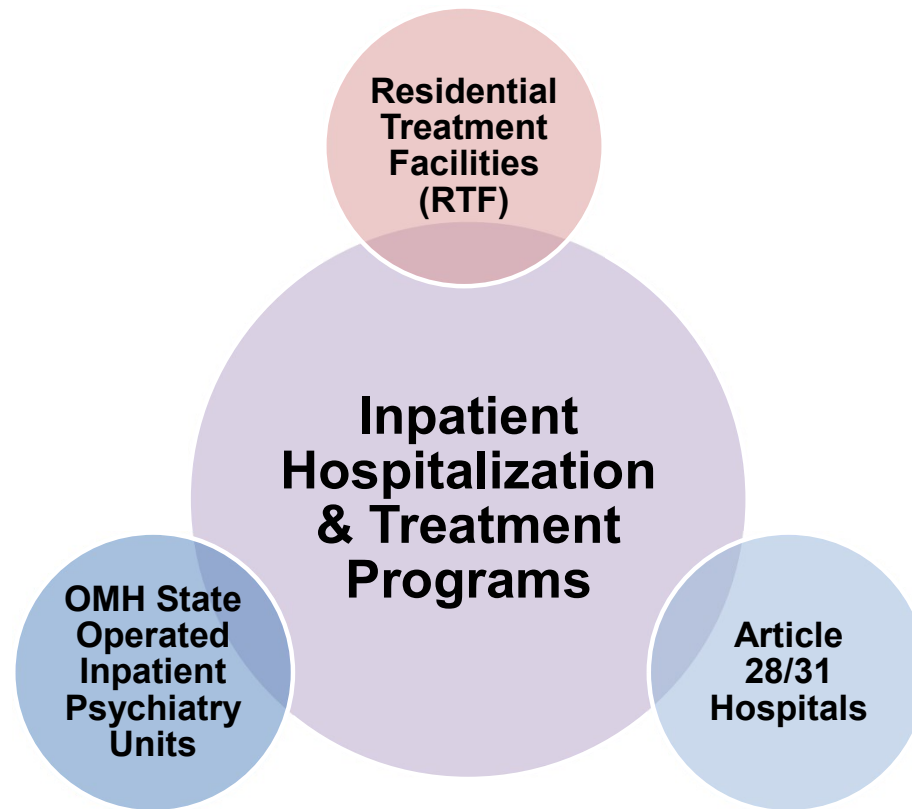 Residential
Treatment
Facilities
(RTF)
Inpatient
Hospitalization
& Treatment
Programs
OMH State
Operated
Inpatient
Psychiatry
Units
Article
28/31
Hospitals